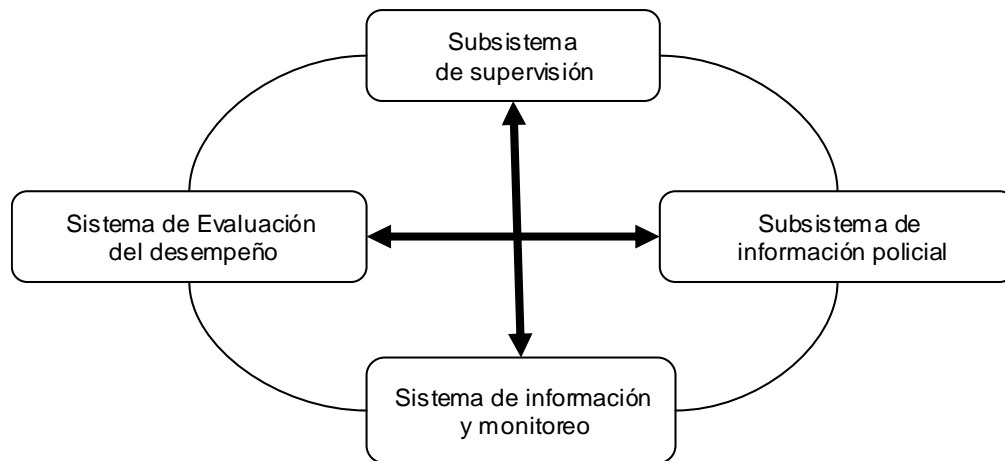 Subsistema
de supervisión
Sistema de Evaluación
del desempeño
Subsistema de
información policial
Sistema de información
y monitoreo